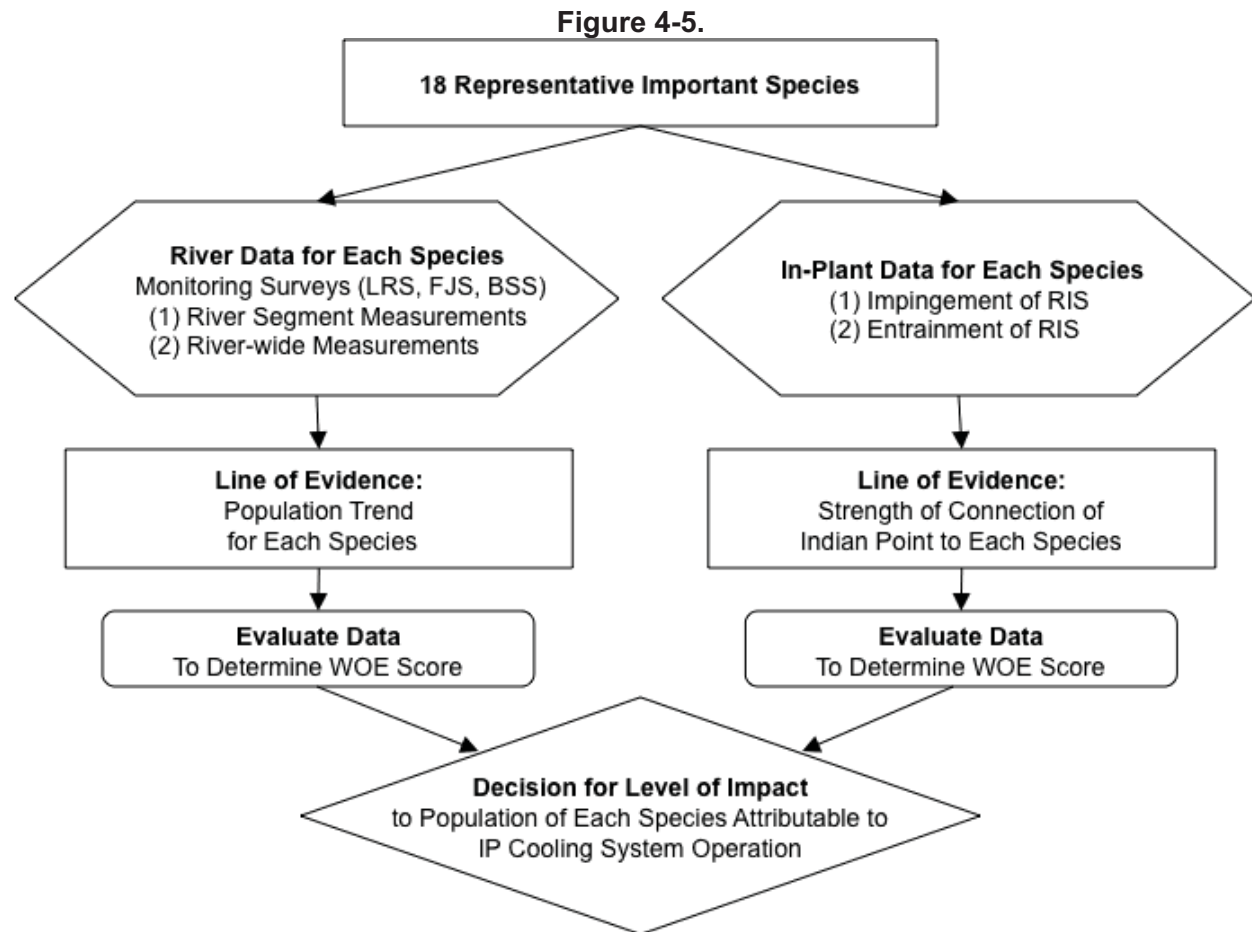 Figure 4-5.
18 Representative Important Species
River Data for Each Species
Monitoring Surveys (LRS, FJS, BSS)
(1) River Segment Measurements
(2) River-wide Measurements
In-Plant Data for Each Species
(1) Impingement of RIS
(2) Entrainment of RIS
Line of Evidence:
Population Trend
for Each Species
Line of Evidence:
Strength of Connection of
Indian Point to Each Species
Evaluate Data
To Determine WOE Score
Evaluate Data
To Determine WOE Score
Decision for Level of Impact
to Population of Each Species Attributable to
IP Cooling System Operation